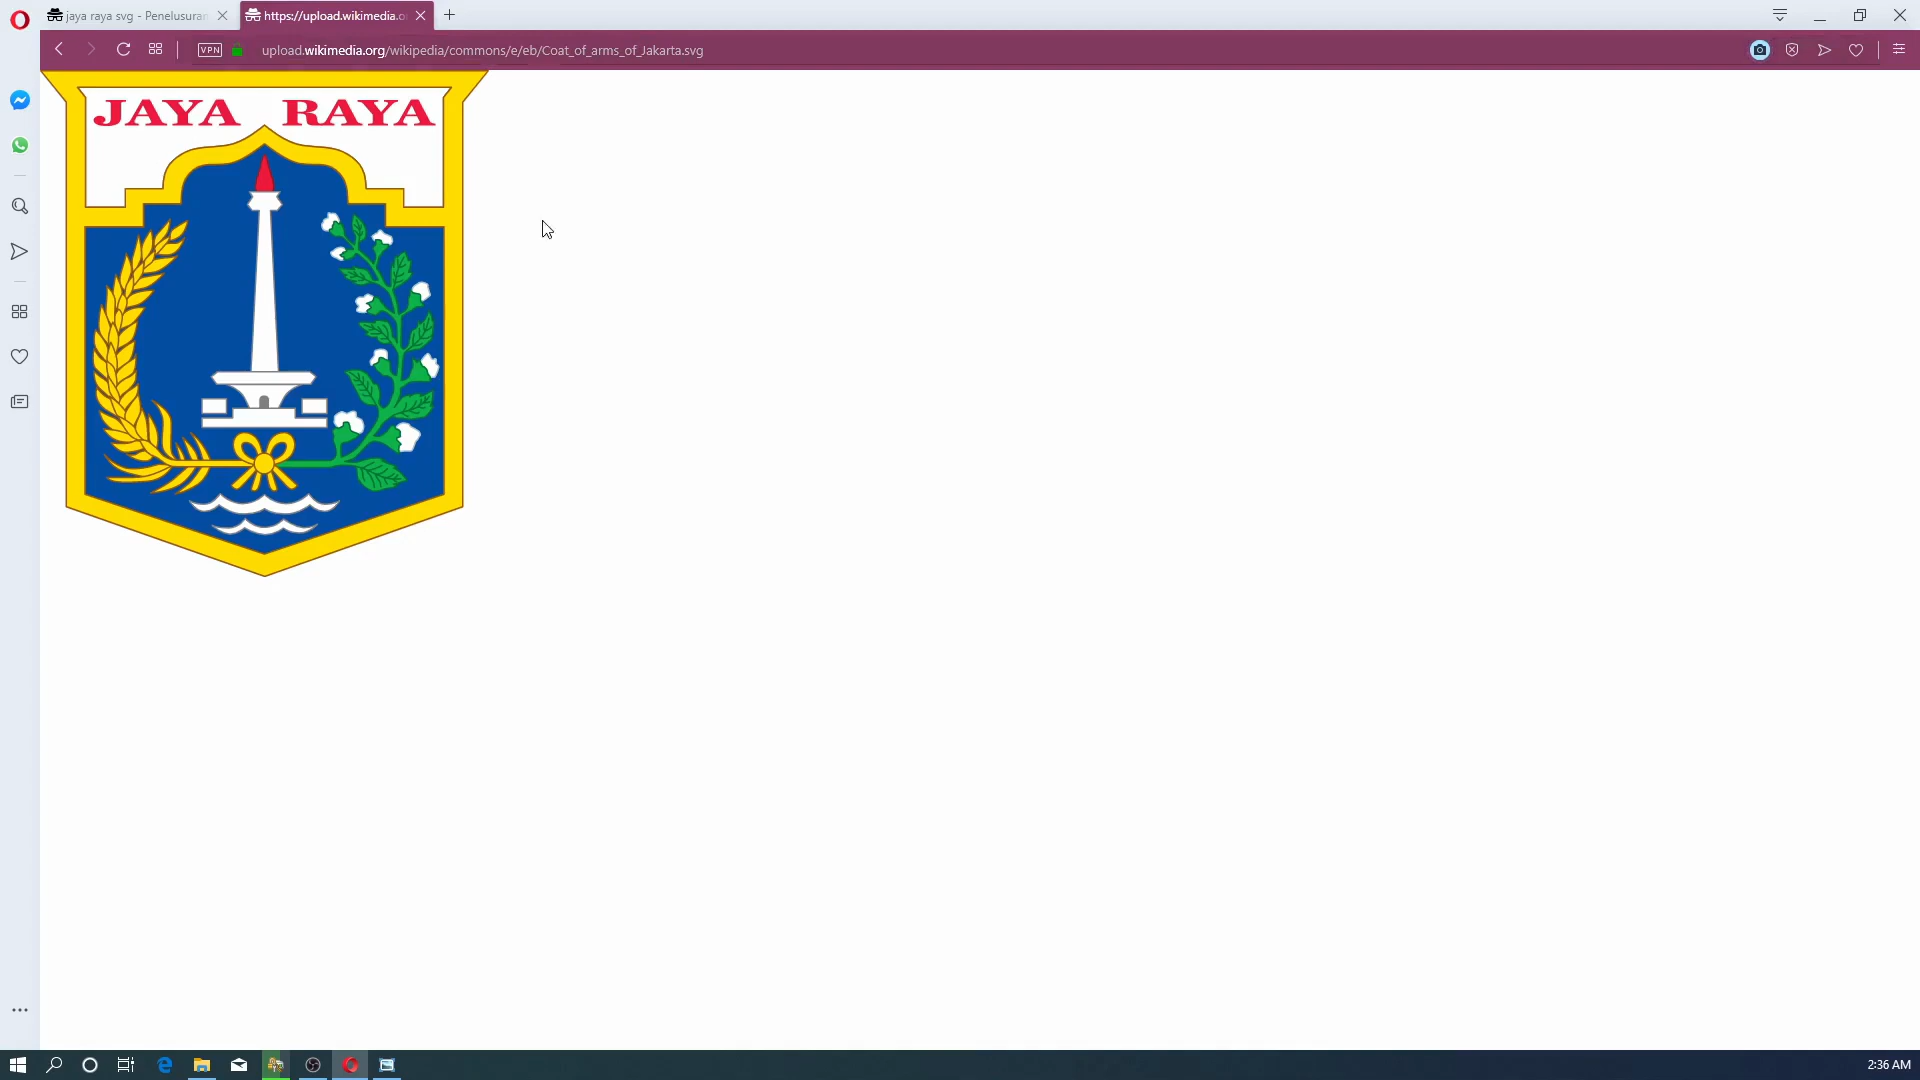 jaya raya svg - Penelusuran
https://upload.wikimedia.o
VPN
upload.wikimedia.org/wikipedia/commons/e/eb/Coat_of_arms_of_Jakarta.svg
JAYA RAYA
2:36 AM